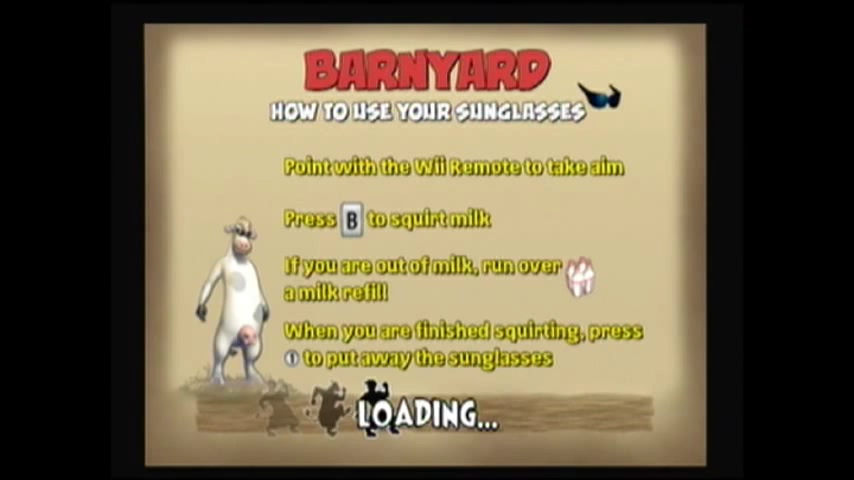 BARNYARD
HOW TO USE YOUR SUNGLASSES
Point with the Wii Remote to take aim
Press B to squirt milk
If you are out of milk, run over
a milk refill
When you are finished squirting, press
1 to put away the sunglasses
LOADING...